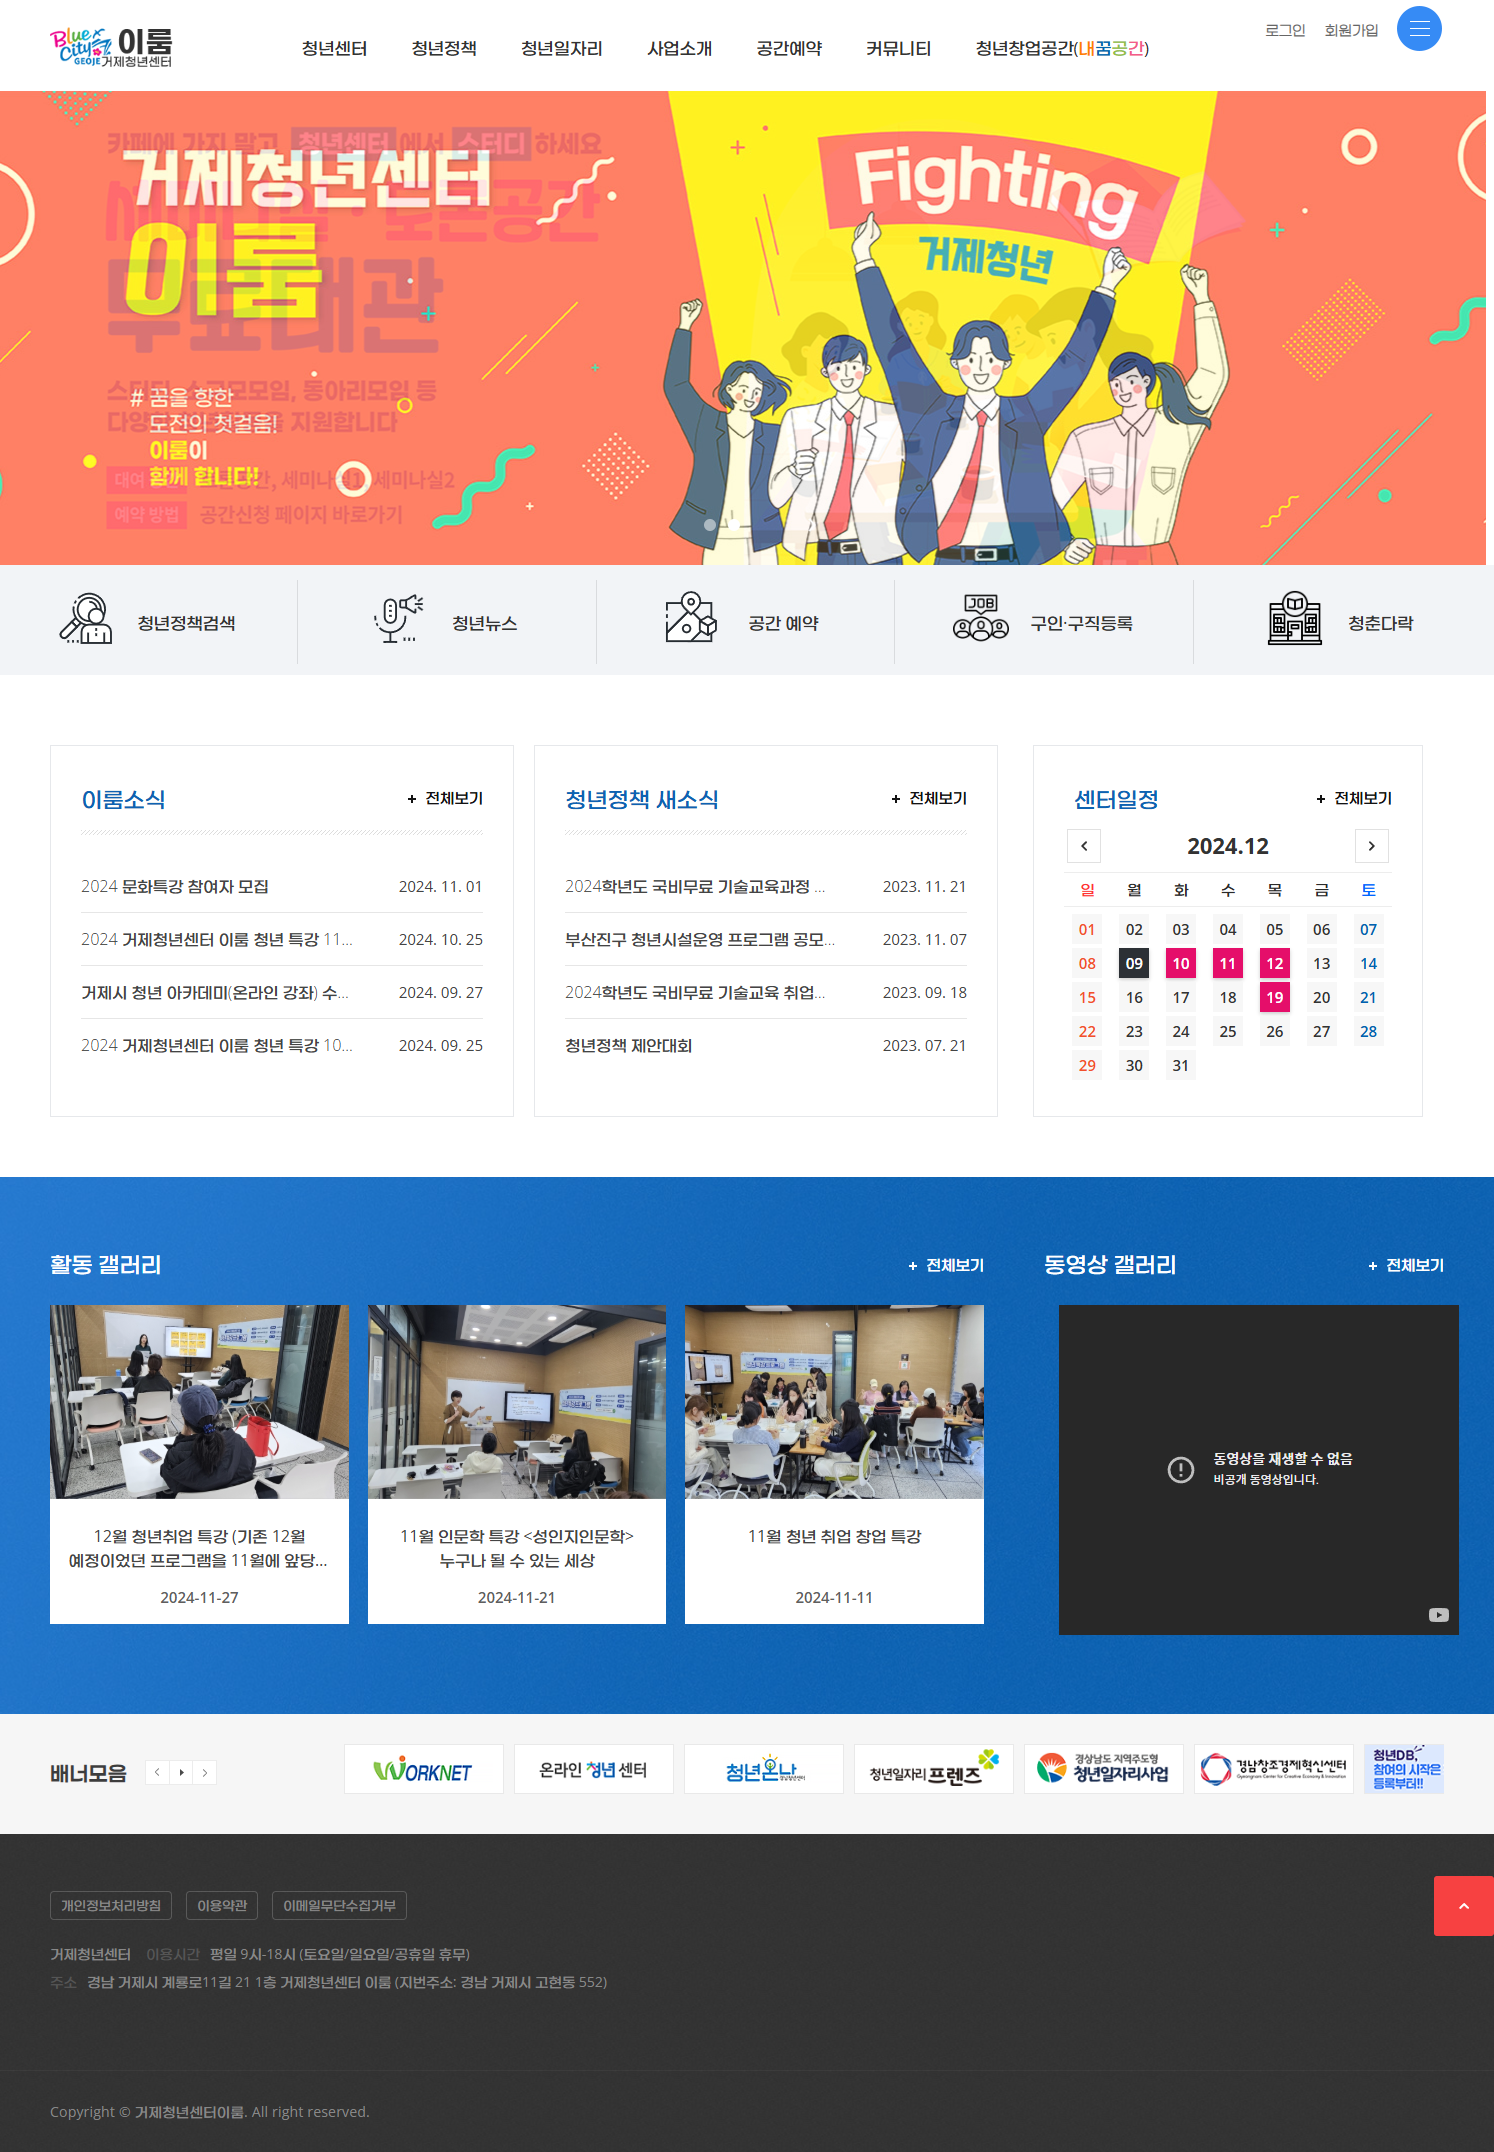 Blue City GEOJE 이룸 거제청년센터
청년센터 청년정책 청년일자리 사업소개 공간예약 커뮤니티 청년창업공간(내꿈공간)
로그인 회원가입
카페에 가지 말고 청년센터 에서 스터디 하세요
거제청년센터
세미나실·토론공간
이룸
무료대관
스터디, 소규모모임, 동아리모임 등
# 꿈을 향한
도전의 첫걸음!
이룸이
함께 합니다!
세미나실1, 세미나실2
예약 방법 공간신청 페이지 바로가기
Fighting
거제청년
청년정책검색
청년뉴스
공간 예약
JOB
구인·구직등록
청춘다락
이룸소식
+ 전체보기
2024 문화특강 참여자 모집 2024. 11. 01
2024 거제청년센터 이룸 청년 특강 11... 2024. 10. 25
거제시 청년 아카데미(온라인 강좌) 수... 2024. 09. 27
2024 거제청년센터 이룸 청년 특강 10... 2024. 09. 25
청년정책 새소식
+ 전체보기
2024학년도 국비무료 기술교육과정 ... 2023. 11. 21
부산진구 청년시설운영 프로그램 공모... 2023. 11. 07
2024학년도 국비무료 기술교육 취업... 2023. 09. 18
청년정책 제안대회 2023. 07. 21
센터일정
+ 전체보기
2024.12
일 월 화 수 목 금 토
01 02 03 04 05 06 07
08 09 10 11 12 13 14
15 16 17 18 19 20 21
22 23 24 25 26 27 28
29 30 31
활동 갤러리
+ 전체보기
12월 청년취업 특강 (기존 12월
예정이었던 프로그램을 11월에 앞당...
2024-11-27
11월 인문학 특강 <성인지인문학>
누구나 될 수 있는 세상
2024-11-21
11월 청년 취업 창업 특강
2024-11-11
동영상 갤러리
+ 전체보기
동영상을 재생할 수 없음
비공개 동영상입니다.
배너모음
WORKNET
온라인 청년 센터
청년온나
청년일자리 프렌즈
경상남도 지역주도형
청년일자리사업
경남창조경제혁신센터
Gyeongnam Center for Creative Economy & Innovation
청년DB,
참여의 시작은
등록부터!!
개인정보처리방침 이용약관 이메일무단수집거부
거제청년센터 이용시간 평일 9시-18시 (토요일/일요일/공휴일 휴무)
주소 경남 거제시 계룡로11길 21 1층 거제청년센터 이룸 (지번주소: 경남 거제시 고현동 552)
Copyright © 거제청년센터이룸. All right reserved.